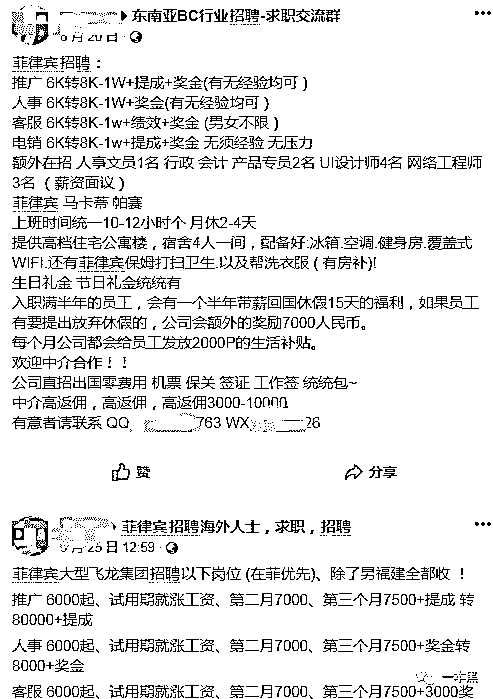 东南亚BC行业招聘-求职交流群
6月20日
菲律宾招聘：
推广 6K转8K-1W+提成+奖金(有无经验均可）
人事 6K转8K-1W+奖金(有无经验均可）
客服 6K转8K-1w+绩效+奖金 (男女不限）
电销 6K转8K-1w+提成+奖金 无须经验 无压力
额外在招 人事文员1名 行政 会计 产品专员2名 UI设计师4名 网络工程师
3名 （薪资面议）
菲律宾 马卡蒂 帕赛
上班时间统一10-12小时个 月休2-4天
提供高档住宅公寓楼，宿舍4人一间，配备好:冰箱.空调.健身房.覆盖式
WIFI.还有菲律宾保姆打扫卫生.以及帮洗衣服（有房补)!
生日礼金 节日礼金统统有
入职满半年的员工，会有一个半年带薪回国休假15天的福利，如果员工
有要提出放弃休假的，公司会额外的奖励7000人民币。
每个月公司都会给员工发放2000P的生活补贴。
欢迎中介合作！！
公司直招出国零费用 机票 保关 签证 工作签 统统包~
中介高返佣，高返佣，高返佣3000-10000
有意者请联系 QQ 763 WX 26
赞 分享
菲律宾招聘海外人士，求职，招聘
月25日 12:59
菲律宾大型飞龙集团招聘以下岗位 (在菲优先)、除了男福建全都收 ！
推广 6000起、试用期就涨工资、第二月7000、第三个月7500+提成 转
80000+提成
人事 6000起、试用期就涨工资、第二月7000、第三个月7500+奖金转
8000+奖金
客服 6000起、试用期就涨工资、第二月7000、第三个月7500+3000奖